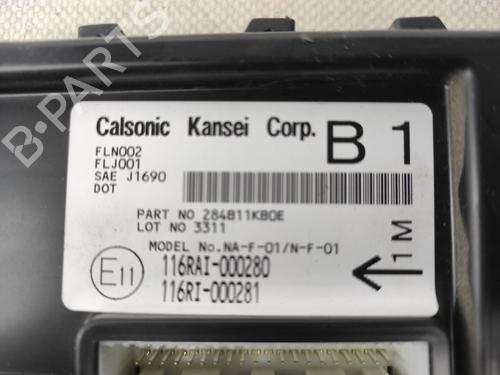 B-PARTS
Calsonic Kansei Corp.
B 1
FLN002
FLJ001
SAE J1690
DOT
PART NO 284B11KB0E
LOT NO 3311
MODEL No.NA-F-01/N-F-01
E11
116RAI-000280
116RI-000281
1M